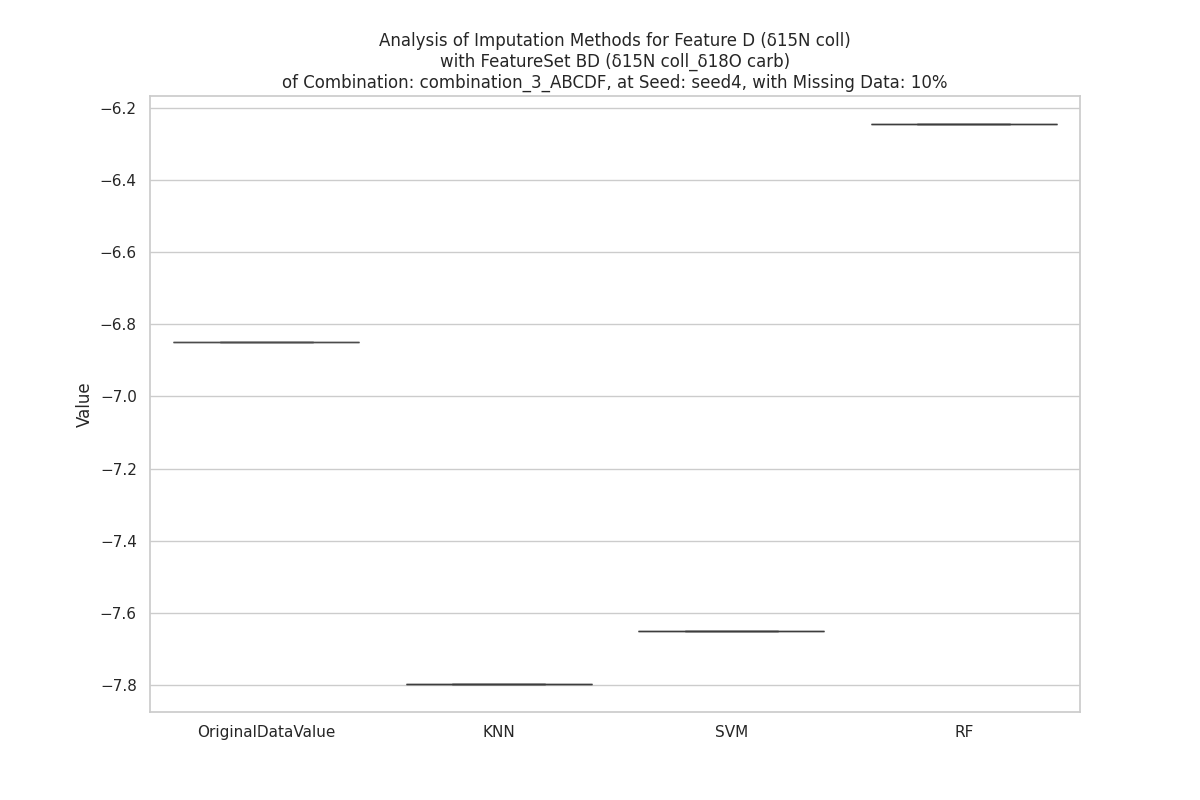 Analysis of Imputation Methods for Feature D (δ15N coll)
with FeatureSet BD (δ15N coll_δ18O carb)
of Combination: combination_3_ABCDF, at Seed: seed4, with Missing Data: 10%
−6.2
−6.4
−6.6
−6.8
−7.0
−7.2
−7.4
−7.6
−7.8
Value
OriginalDataValue
KNN
SVM
RF